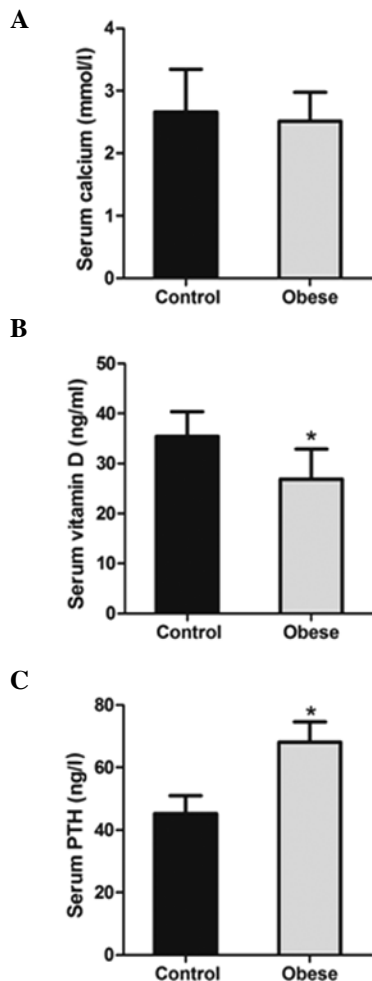 A
Serum calcium (mmol/l)
4
3
2
1
0
Control
Obese
B
Serum vitamin D (ng/ml)
50
40
30
20
10
0
*
Control
Obese
C
Serum PTH (ng/l)
80
60
40
20
0
*
Control
Obese